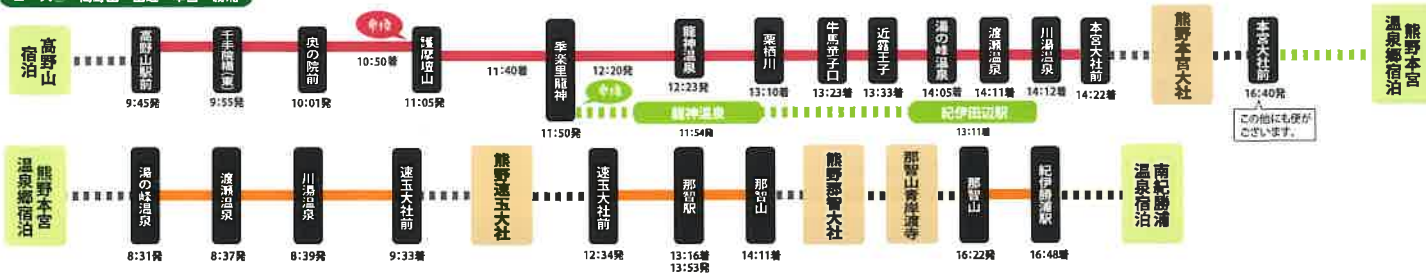 高野山
宿泊
高野山駅前
9:45発
千手院橋(東)
9:55発
奥の院前
10:01発
乗換
10:50着
護摩壇山
11:05発
11:40着
季楽里龍神
11:50発
12:20発
乗換
龍神温泉
11:54発
龍神温泉
12:23発
栗栖川
13:10着
牛馬童子口
13:23着
近露王子
13:33着
紀伊田辺駅
13:11着
湯の峰温泉
14:05着
渡瀬温泉
14:11着
川湯温泉
14:12着
本宮大社前
14:22着
熊野本宮大社
本宮大社前
16:40発
この他にも便が
ございます。
熊野本宮
温泉郷宿泊
熊野本宮
温泉郷宿泊
湯の峰温泉
8:31発
渡瀬温泉
8:37発
川湯温泉
8:39発
速玉大社前
9:33着
熊野速玉大社
速玉大社前
12:34発
那智駅
13:16着
13:53発
那智山
14:11着
熊野那智大社
那智山青岸渡寺
那智山
16:22発
紀伊勝浦駅
16:48着
南紀勝浦
温泉宿泊